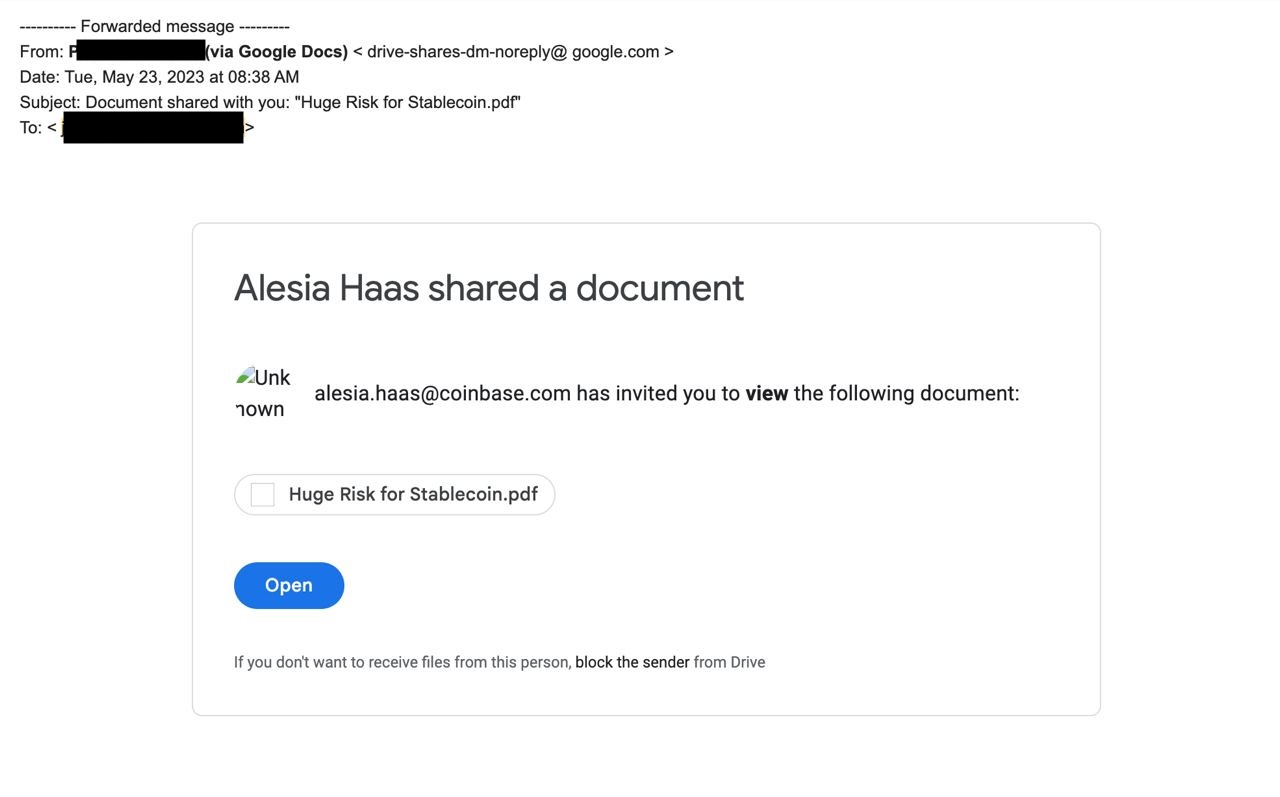 ---------- Forwarded message ---------
From: P (via Google Docs) < drive-shares-dm-noreply@ google.com >
Date: Tue, May 23, 2023 at 08:38 AM
Subject: Document shared with you: "Huge Risk for Stablecoin.pdf"
To: < >
Alesia Haas shared a document
Unk
nown
alesia.haas@coinbase.com has invited you to view the following document:
Huge Risk for Stablecoin.pdf
Open
If you don't want to receive files from this person, block the sender from Drive